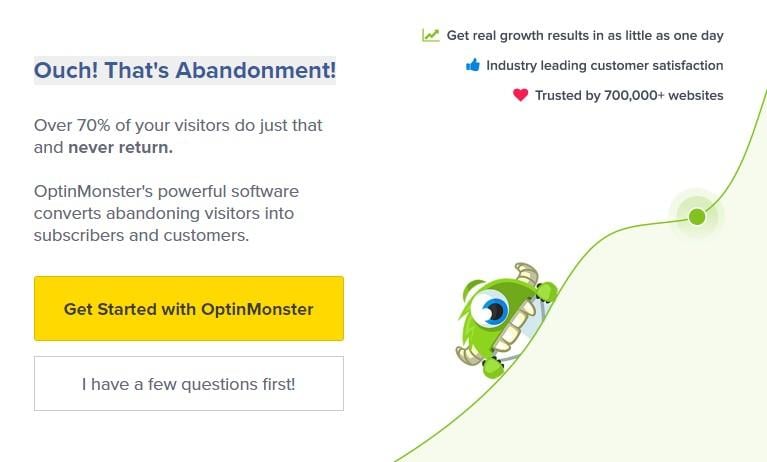 Ouch! That's Abandonment!
Over 70% of your visitors do just that
and never return.
OptinMonster's powerful software
converts abandoning visitors into
subscribers and customers.
Get Started with OptinMonster
I have a few questions first!
Get real growth results in as little as one day
Industry leading customer satisfaction
Trusted by 700,000+ websites